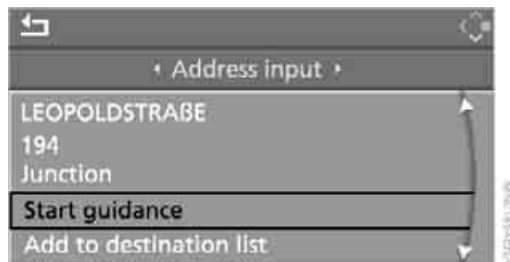 Address input
LEOPOLDSTRAßE
194
Junction
Start guidance
Add to destination list